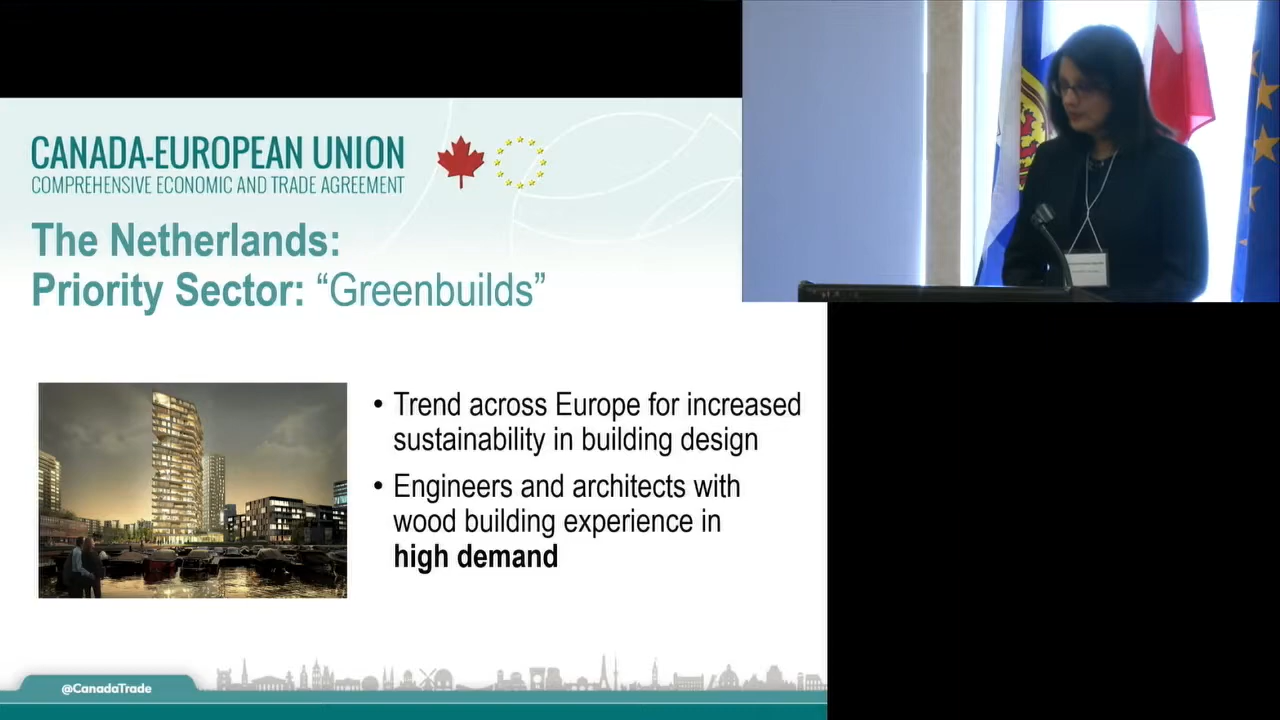 CANADA-EUROPEAN UNION
COMPREHENSIVE ECONOMIC AND TRADE AGREEMENT
The Netherlands:
Priority Sector: “Greenbuilds”
• Trend across Europe for increased
sustainability in building design
• Engineers and architects with
wood building experience in
high demand
@CanadaTrade